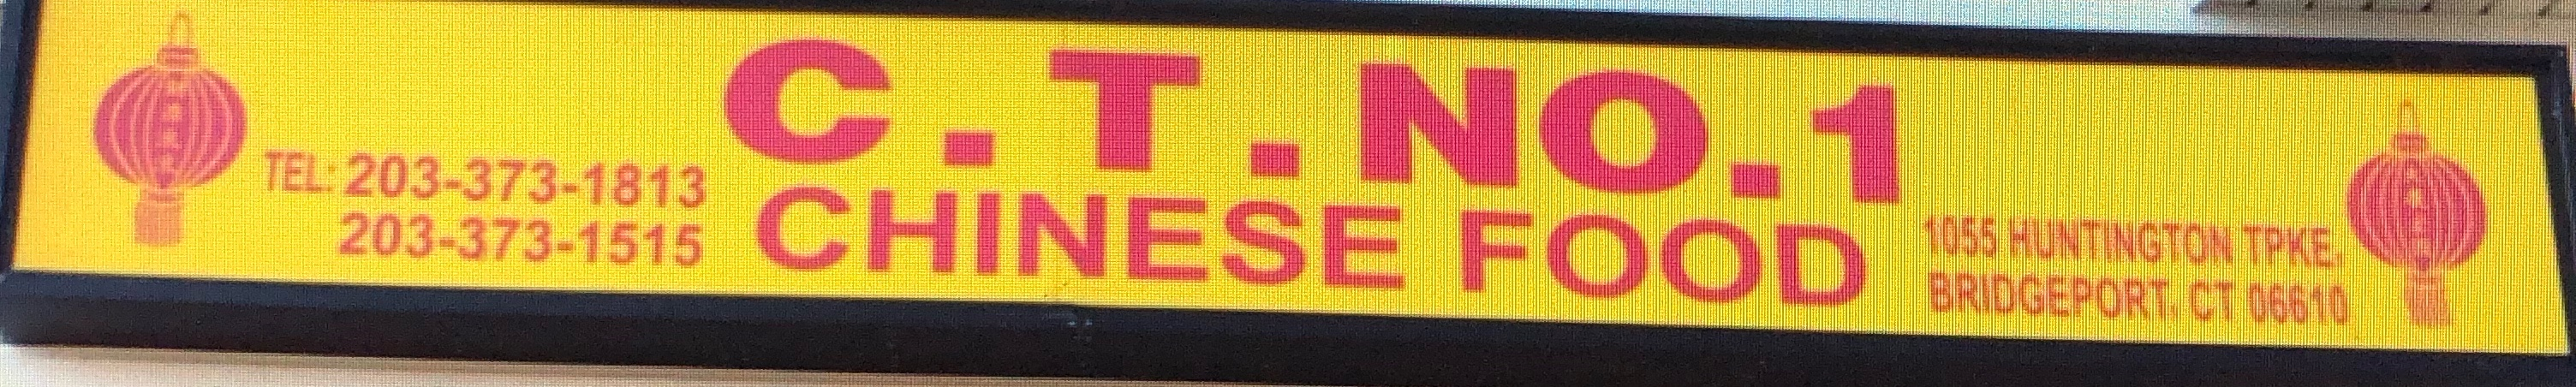 C.T.NO.1
CHINESE FOOD
TEL: 203-373-1813
203-373-1515
1055 HUNTINGTON TPKE.
BRIDGEPORT, CT 06610